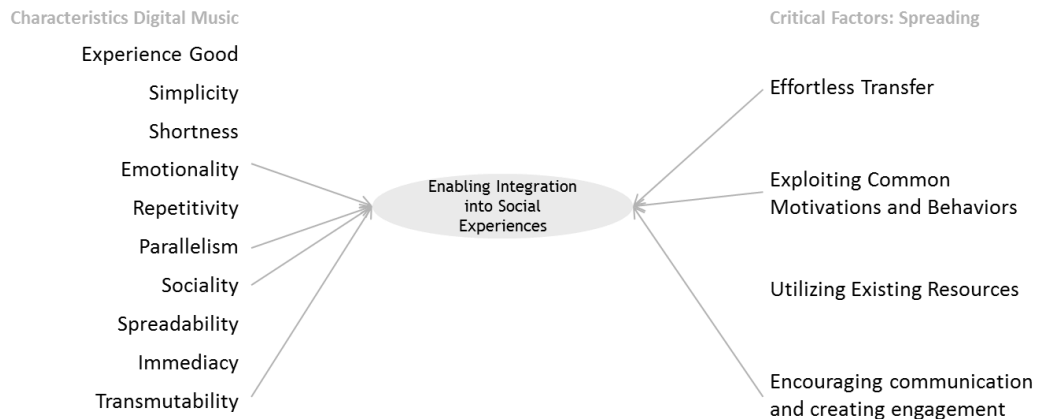 Characteristics Digital Music
Experience Good
Simplicity
Shortness
Emotionality
Repetitivity
Parallelism
Sociality
Spreadability
Immediacy
Transmutability
Enabling Integration
into Social
Experiences
Critical Factors: Spreading
Effortless Transfer
Exploiting Common
Motivations and Behaviors
Utilizing Existing Resources
Encouraging communication
and creating engagement